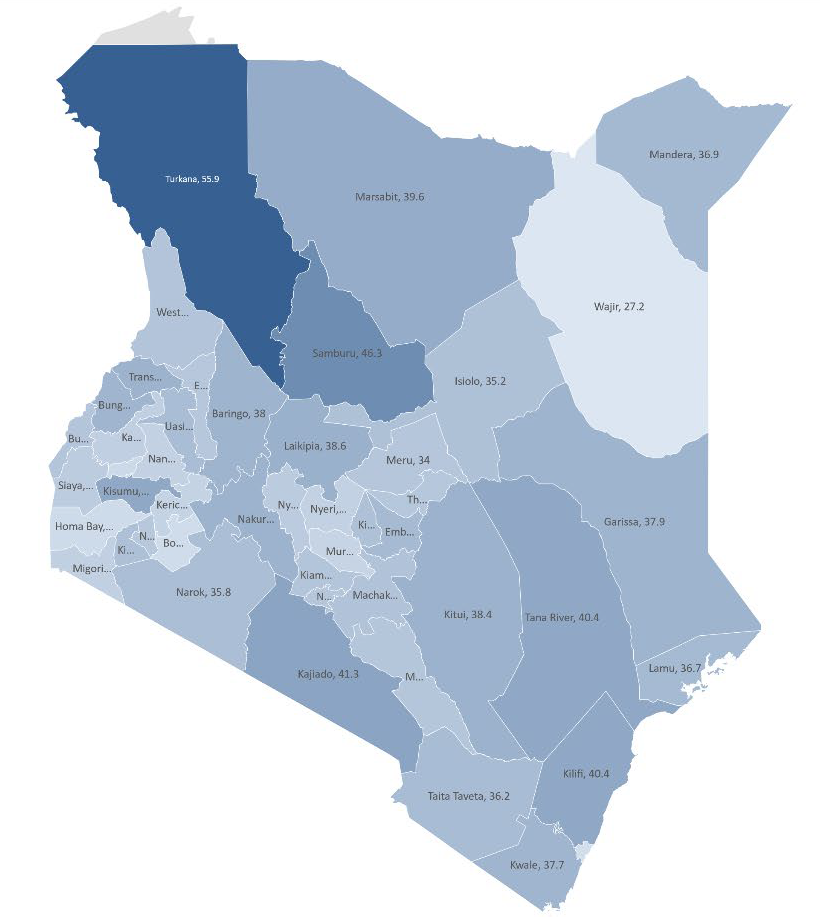 Mandera, 36.9
Turkana, 55.9
Marsabit, 39.6
Wajir, 27.2
West...
Samburu, 46.3
Trans...
E...
Isiolo, 35.2
Bung...
Baringo, 38
Uasi...
Bu...
Ka...
Laikipia, 38.6
Nan...
Meru, 34
Siaya,...
Kisumu,...
Th...
Keric...
Ny...
Nyeri,...
Nakur...
Garissa, 37.9
Homa Bay,...
Ki...
Emb...
N...
Bo...
Ki...
Mur...
Migori...
Kiam...
Narok, 35.8
N...
Machak...
Kitui, 38.4
Tana River, 40.4
Lamu, 36.7
Kajiado, 41.3
M...
Kilifi, 40.4
Taita Taveta, 36.2
Kwale, 37.7